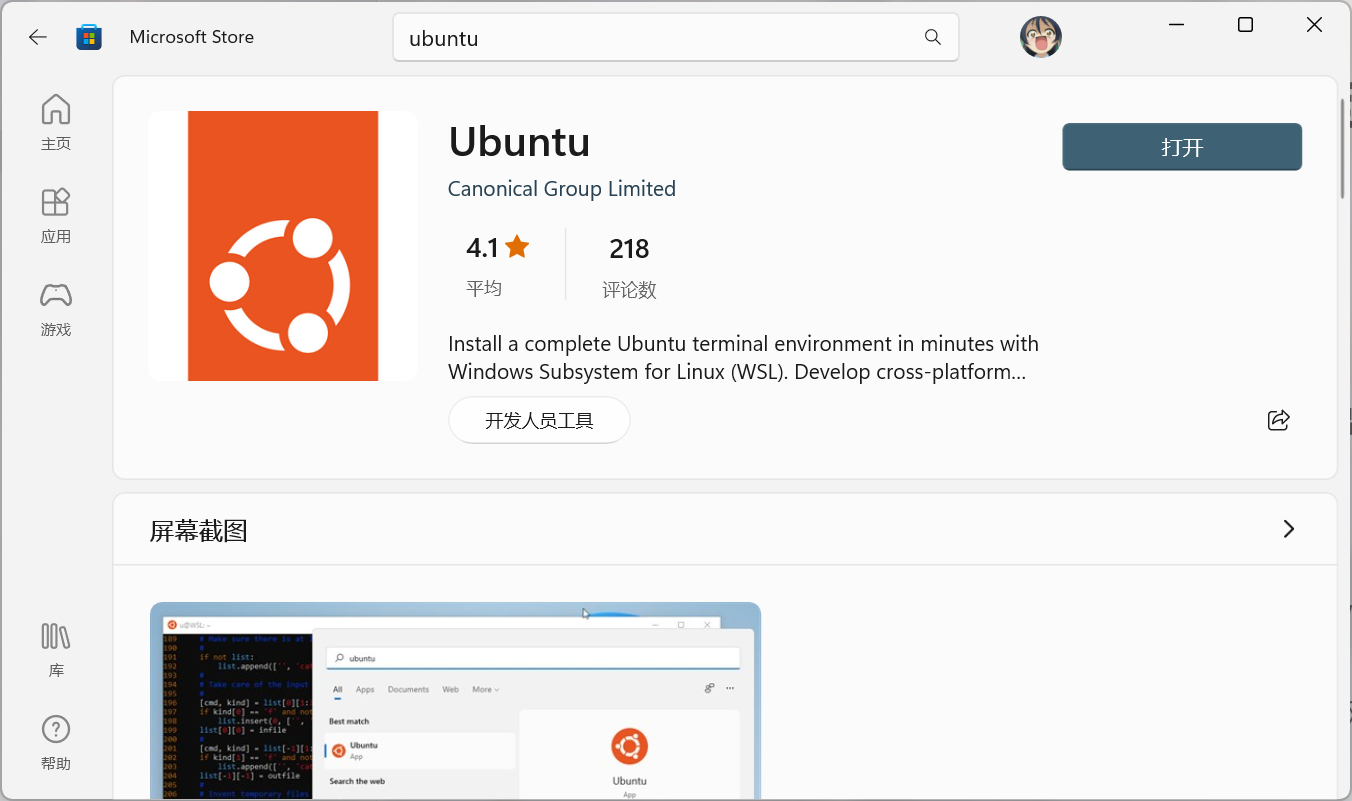 Microsoft Store
ubuntu
主页
应用
游戏
库
帮助
Ubuntu
打开
Canonical Group Limited
4.1
218
平均
评论数
Install a complete Ubuntu terminal environment in minutes with
Windows Subsystem for Linux (WSL). Develop cross-platform...
开发人员工具
屏幕截图
u@WSL: ~
189 # Make sure there is at
190 #
191 if not list:
192 list.append(['', 
193 #
194 # Take care of the input
195 #
196 [cmd, kind] = list[0][1:
197 if kind[0] == 'f' and no
198 list.insert(0, ['',
199 list[0][0] = infile
200 #
201 [cmd, kind] = list[-1][1:
202 if kind[1] == 'f' and not
203 list.append(['',
204 list[-1][-1] = outfile
205 #
206 # Invent temporary files
ubuntu
All Apps Documents Web More
Best match
Ubuntu
App
Search the web
Ubuntu
App